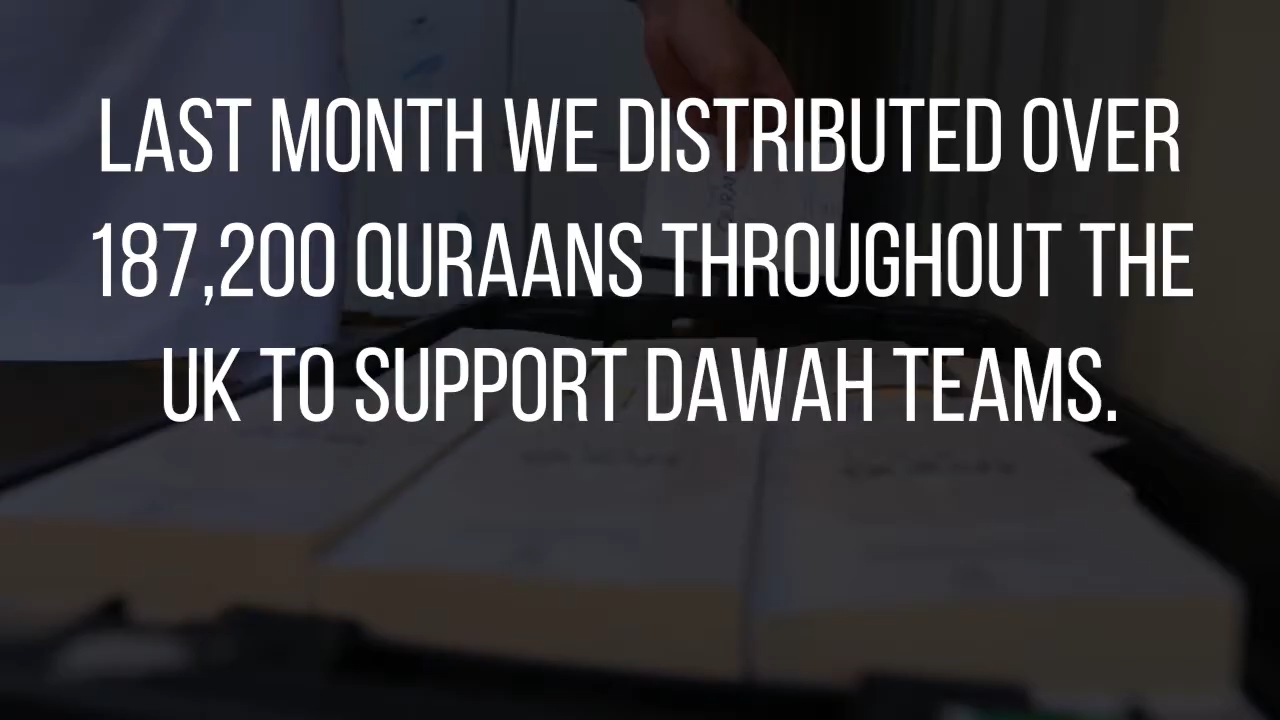 LAST MONTH WE DISTRIBUTED OVER
187,200 QURAANS THROUGHOUT THE
UK TO SUPPORT DAWAH TEAMS.